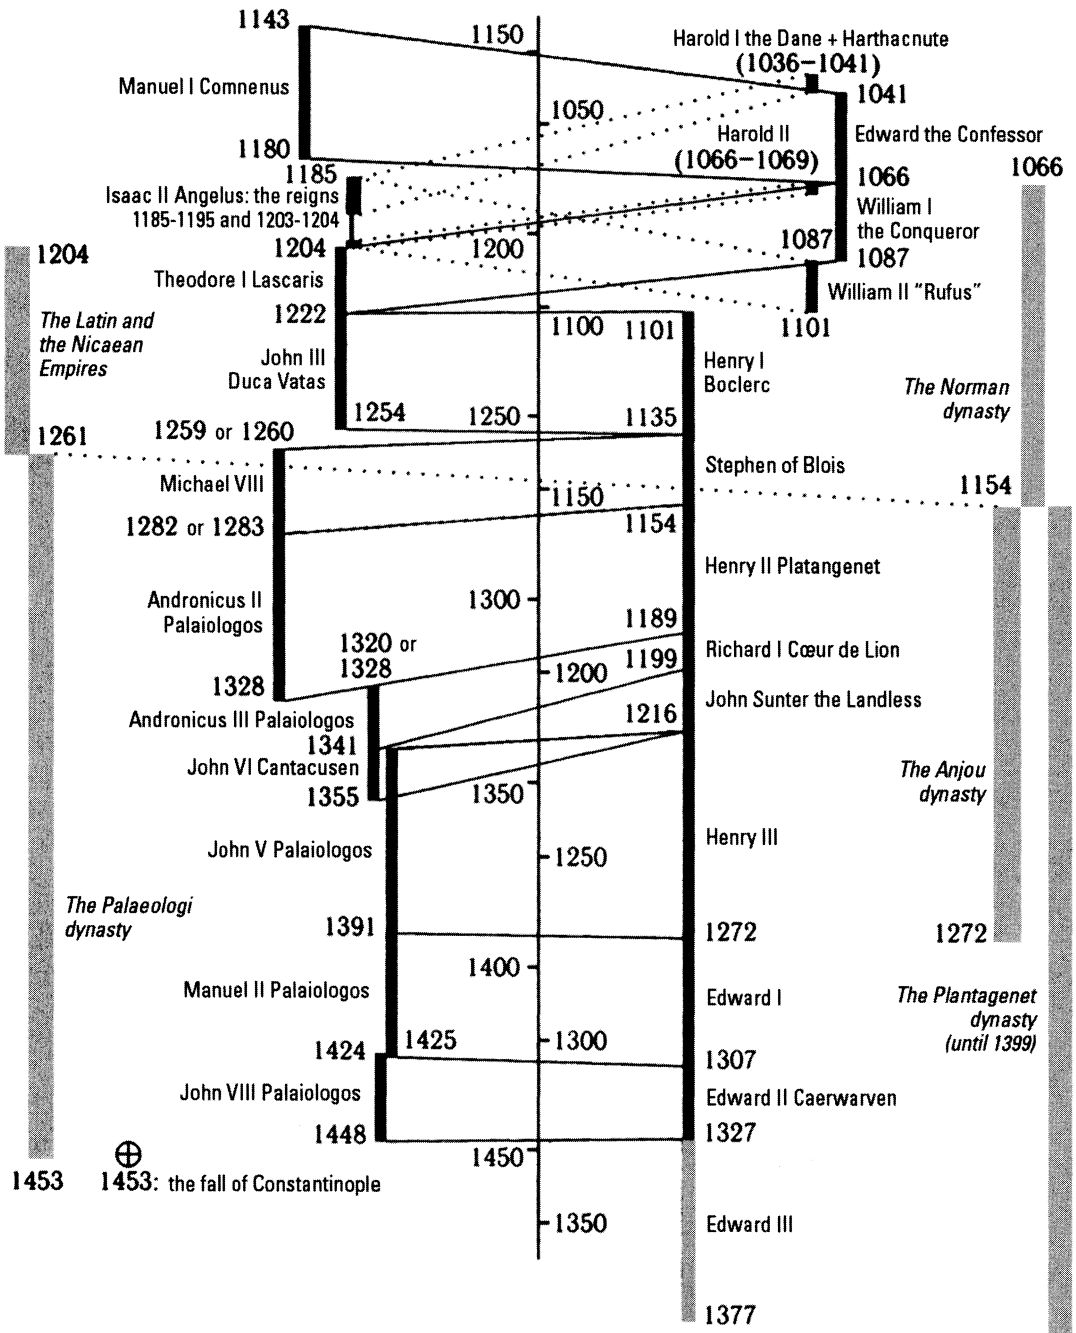 1143
1150
Harold I the Dane + Harthacnute
(1036–1041)
Manuel I Comnenus
1041
1050
Harold II
(1066–1069)
Edward the Confessor
1180
1185
1066
1066
Isaac II Angelus: the reigns
1185-1195 and 1203-1204
William I
the Conqueror
1204
1204
1200
1087
1087
Theodore I Lascaris
William II “Rufus”
1222
1100
1101
1101
The Latin and
the Nicaean
Empires
John III
Duca Vatas
Henry I
Boclerc
The Norman
dynasty
1254
1250
1135
1261
1259 or 1260
Michael VIII
Stephen of Blois
1154
1150
1282 or 1283
1154
Henry II Platangenet
Andronicus II
Palaiologos
1300
1189
1320 or
1328
1328
1200
1199
Richard I Cœur de Lion
John Sunter the Landless
Andronicus III Palaiologos
1216
1341
John VI Cantacusen
1355
1350
The Anjou
dynasty
John V Palaiologos
Henry III
1250
The Palaeologi
dynasty
1391
1272
1272
1400
Manuel II Palaiologos
Edward I
The Plantagenet
dynasty
(until 1399)
1424
1425
1300
1307
John VIII Palaiologos
Edward II Caerwarven
1448
1327
1450
1453
1453: the fall of Constantinople
1350
Edward III
1377